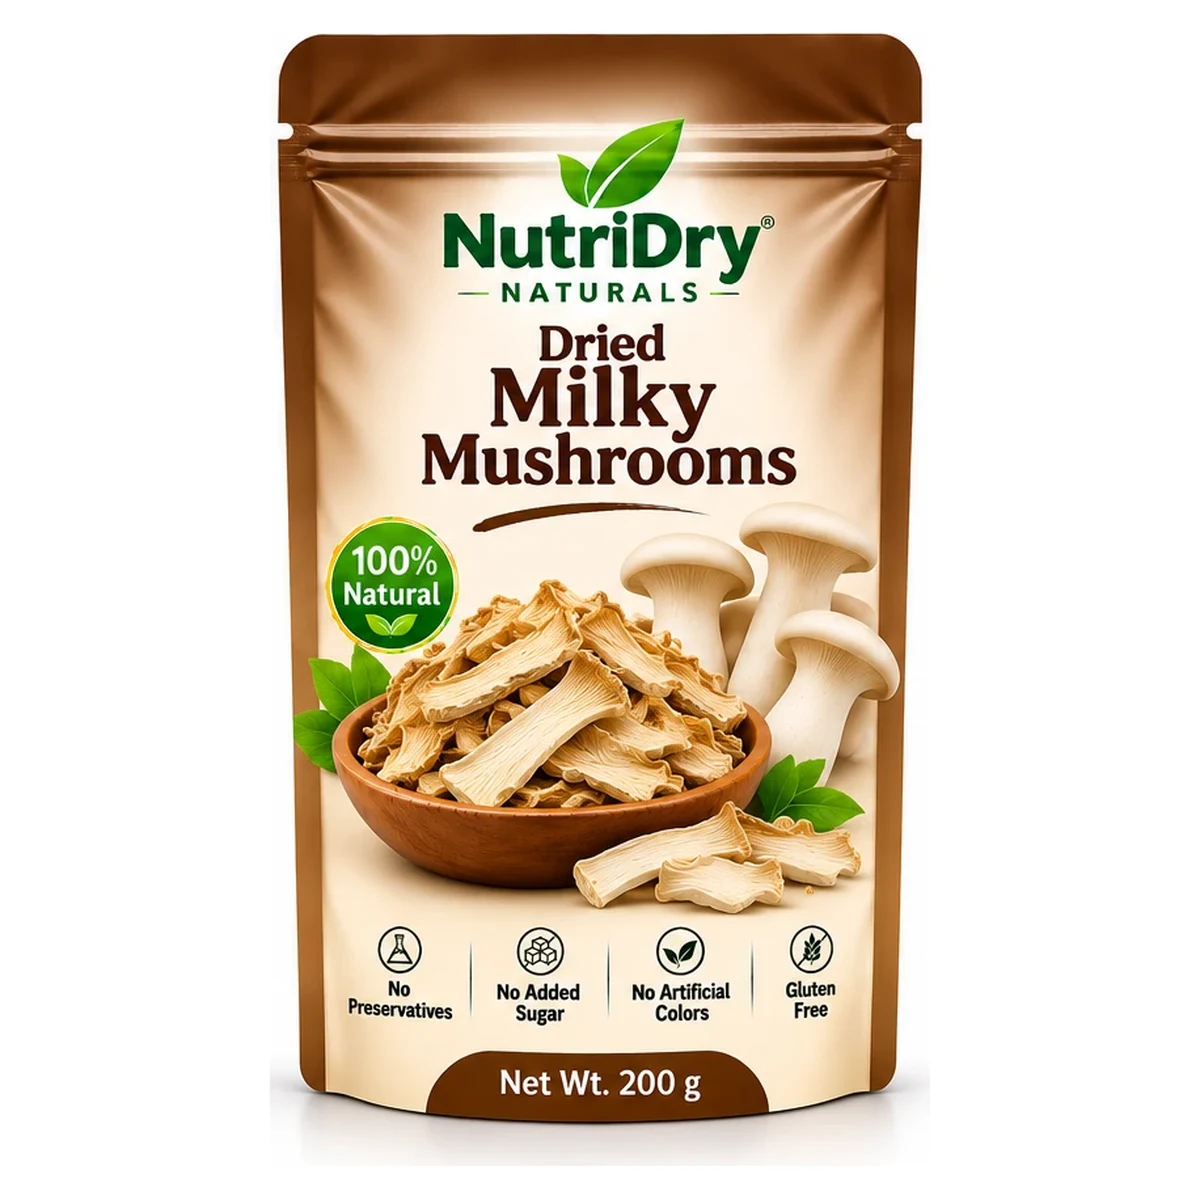 NutriDry®
NATURALS
Dried
Milky
Mushrooms
100%
Natural
No
Preservatives
No Added
Sugar
No Artificial
Colors
Gluten
Free
Net Wt. 200 g